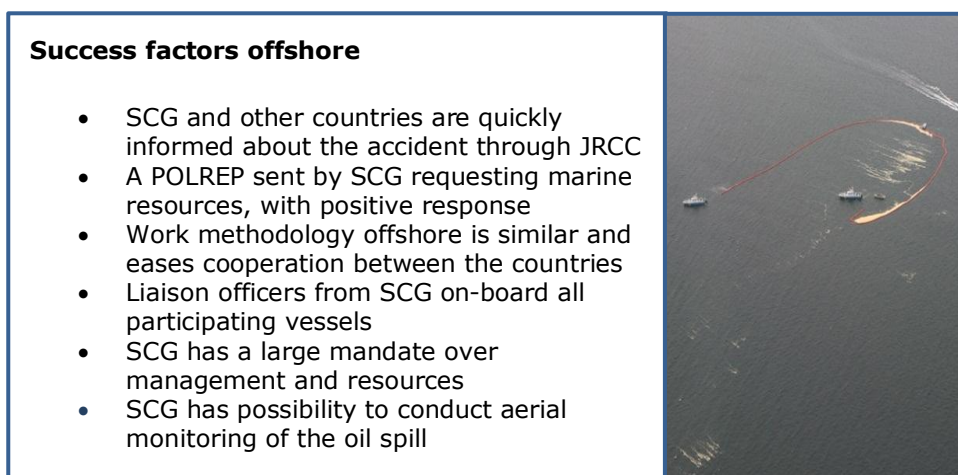 Success factors offshore
• SCG and other countries are quickly
informed about the accident through JRCC
• A POLREP sent by SCG requesting marine
resources, with positive response
• Work methodology offshore is similar and
eases cooperation between the countries
• Liaison officers from SCG on-board all
participating vessels
• SCG has a large mandate over
management and resources
• SCG has possibility to conduct aerial
monitoring of the oil spill